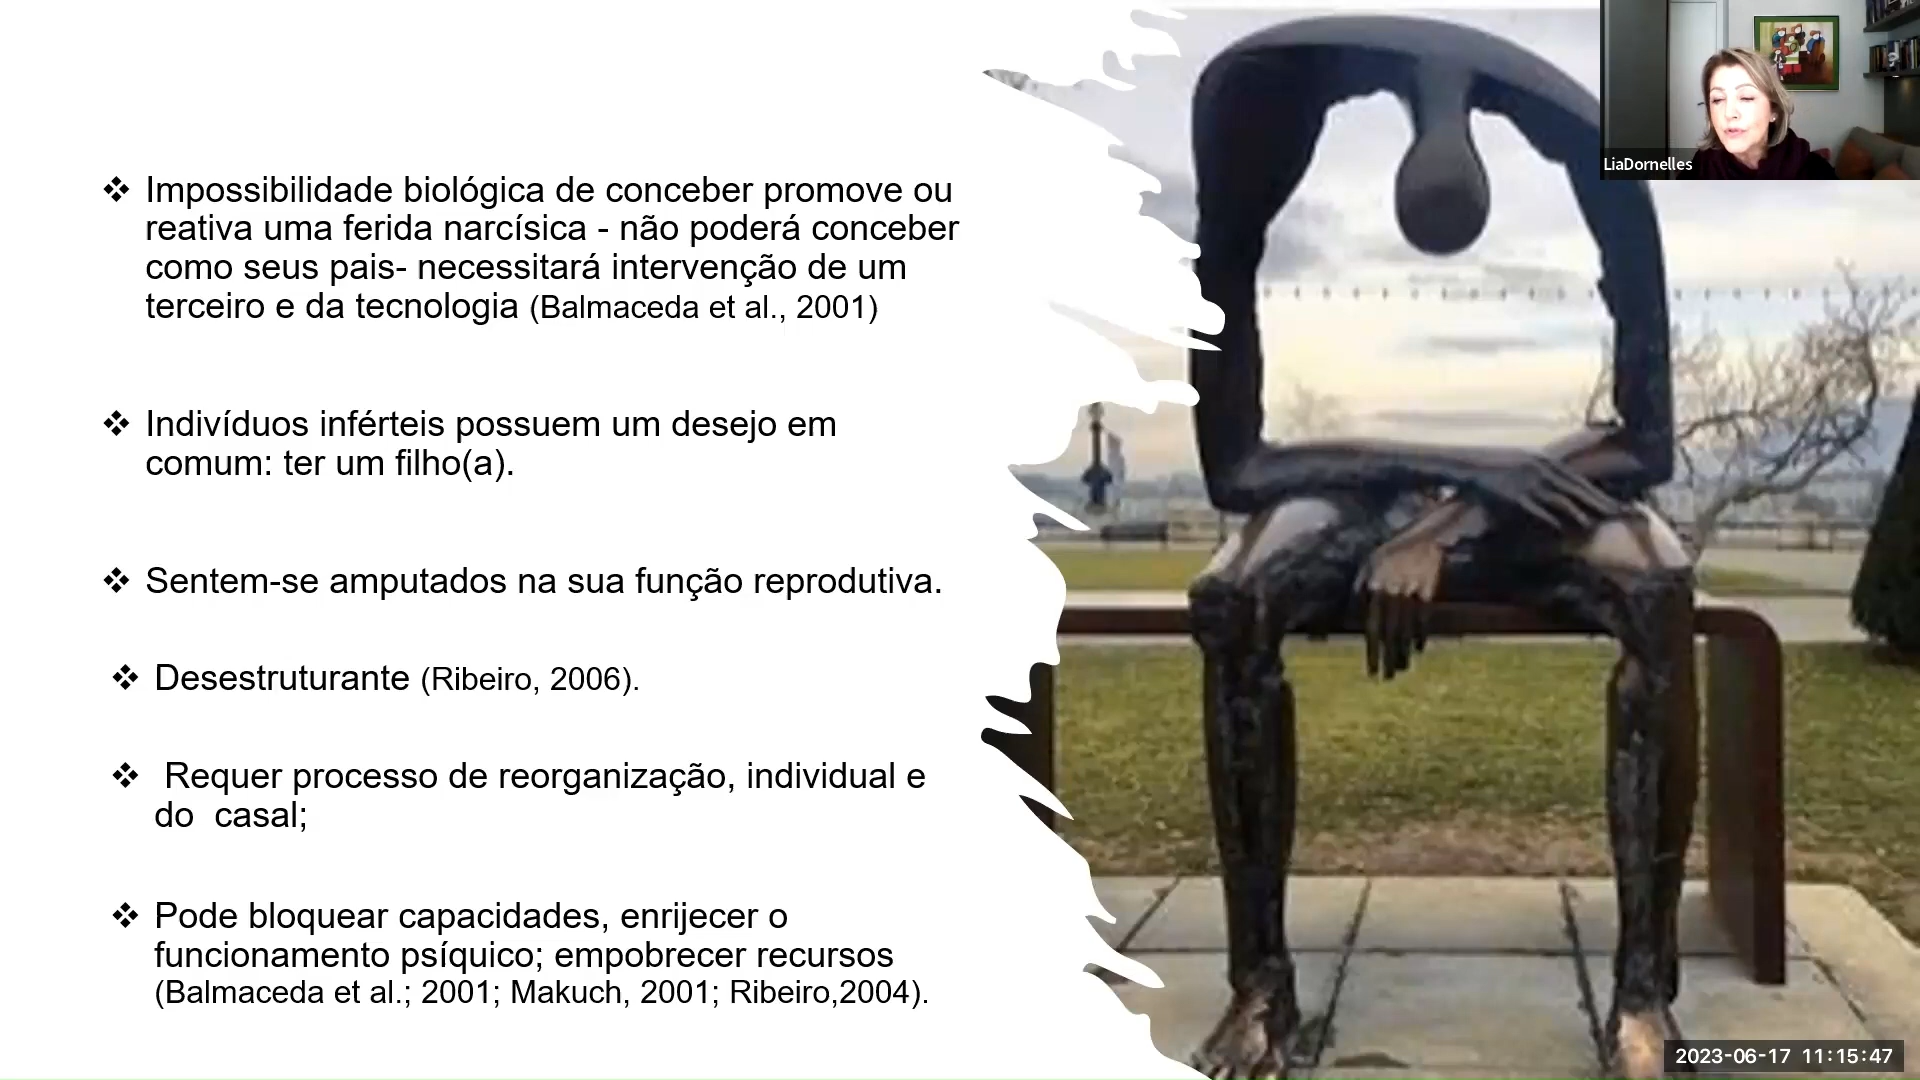 ❖ Impossibilidade biológica de conceber promove ou
reativa uma ferida narcísica - não poderá conceber
como seus pais- necessitará intervenção de um
terceiro e da tecnologia (Balmaceda et al., 2001)
❖ Indivíduos inférteis possuem um desejo em
comum: ter um filho(a).
❖ Sentem-se amputados na sua função reprodutiva.
❖ Desestruturante (Ribeiro, 2006).
❖ Requer processo de reorganização, individual e
do casal;
❖ Pode bloquear capacidades, enrijecer o
funcionamento psíquico; empobrecer recursos
(Balmaceda et al.; 2001; Makuch, 2001; Ribeiro,2004).
LiaDornelles
2023-06-17 11:15:47